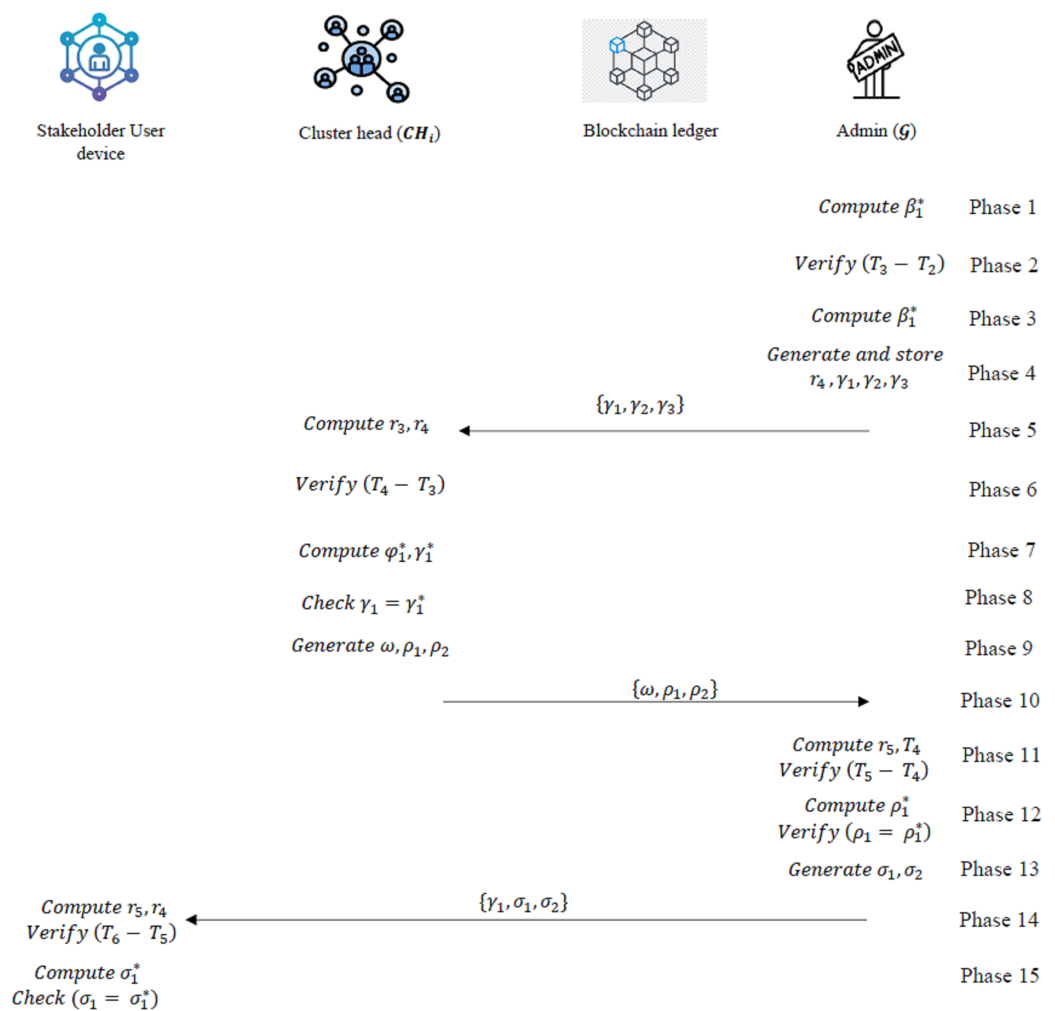 ADMIN
Stakeholder User
device
Cluster head (CHᵢ)
Blockchain ledger
Admin (𝒢)
Compute β₁* Phase 1
Verify (T₃ − T₂) Phase 2
Compute β₁* Phase 3
Generate and store
r₄, γ₁, γ₂, γ₃ Phase 4
{γ₁, γ₂, γ₃}
Compute r₃, r₄ Phase 5
Verify (T₄ − T₃) Phase 6
Compute φ₁*, γ₁* Phase 7
Check γ₁ = γ₁* Phase 8
Generate ω, ρ₁, ρ₂ Phase 9
{ω, ρ₁, ρ₂} Phase 10
Compute r₅, T₄
Verify (T₅ − T₄) Phase 11
Compute ρ₁*
Verify (ρ₁ = ρ₁*) Phase 12
Generate σ₁, σ₂ Phase 13
{γ₁, σ₁, σ₂}
Compute r₅, r₄
Verify (T₆ − T₅) Phase 14
Compute σ₁* Phase 15
Check (σ₁ = σ₁*)